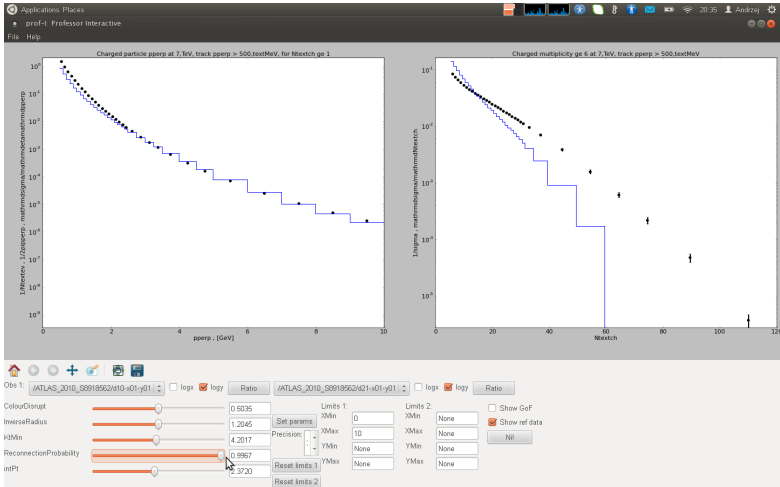 Applications Places
20:35 Andrzej
prof-I: Professor Interactive
File Help
Charged particle pperp at 7,TeV, track pperp > 500,textMeV, for Ntextch ge 1
1/Ntextev , 1/2pipperp , mathrmdsigma/mathrmdetamathrmdpperp
10^0
10^-1
10^-2
10^-3
10^-4
10^-5
10^-6
10^-7
10^-8
10^-9
0 2 4 6 8 10
pperp ; [GeV]
Charged multiplicity ge 6 at 7,TeV, track pperp > 500,textMeV
1/sigma , mathrmdsigma/mathrmdNtextch
10^-1
10^-2
10^-3
10^-4
10^-5
0 20 40 60 80 100 120
Ntextch
Obs 1: /ATLAS_2010_S8918562/d10-x01-y01 logx logy Ratio /ATLAS_2010_S8918562/d21-x01-y01 logx logy Ratio
ColourDisrupt 0.5035 Limits 1: Limits 2: Show GoF
InverseRadius 1.2045 Set params XMin 0 XMin None Show ref data
KtMin 4.2017 Precision: XMax 10 XMax None Nil
ReconnectionProbability 0.9967 YMin None YMin None
intPt 2.3720 Reset limits 1 YMax None YMax None
Reset limits 2